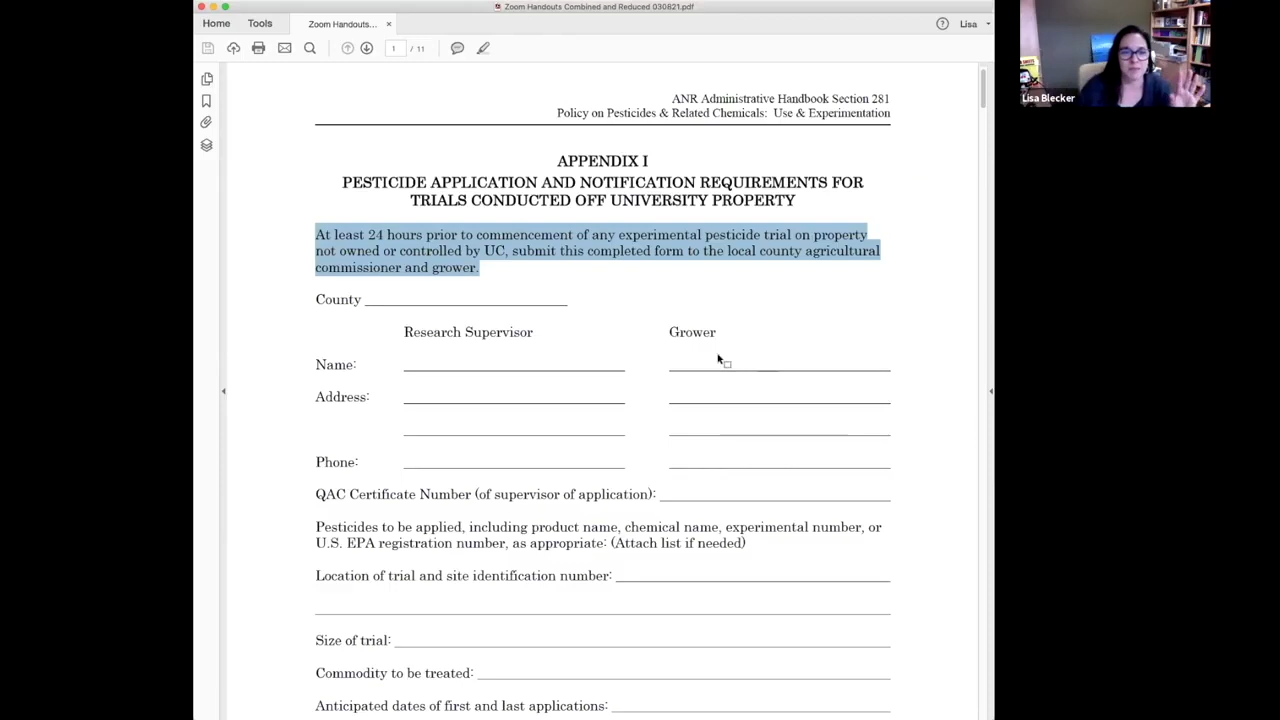 Zoom Handouts Combined and Reduced 030821.pdf
Home
Tools
Zoom Handouts... ×
Lisa
1 / 11
Lisa Blecker
ANR Administrative Handbook Section 281
Policy on Pesticides & Related Chemicals: Use & Experimentation
APPENDIX I
PESTICIDE APPLICATION AND NOTIFICATION REQUIREMENTS FOR
TRIALS CONDUCTED OFF UNIVERSITY PROPERTY
At least 24 hours prior to commencement of any experimental pesticide trial on property
not owned or controlled by UC, submit this completed form to the local county agricultural
commissioner and grower.
County
Research Supervisor
Grower
Name:
Address:
Phone:
QAC Certificate Number (of supervisor of application):
Pesticides to be applied, including product name, chemical name, experimental number, or
U.S. EPA registration number, as appropriate: (Attach list if needed)
Location of trial and site identification number:
Size of trial:
Commodity to be treated:
Anticipated dates of first and last applications: